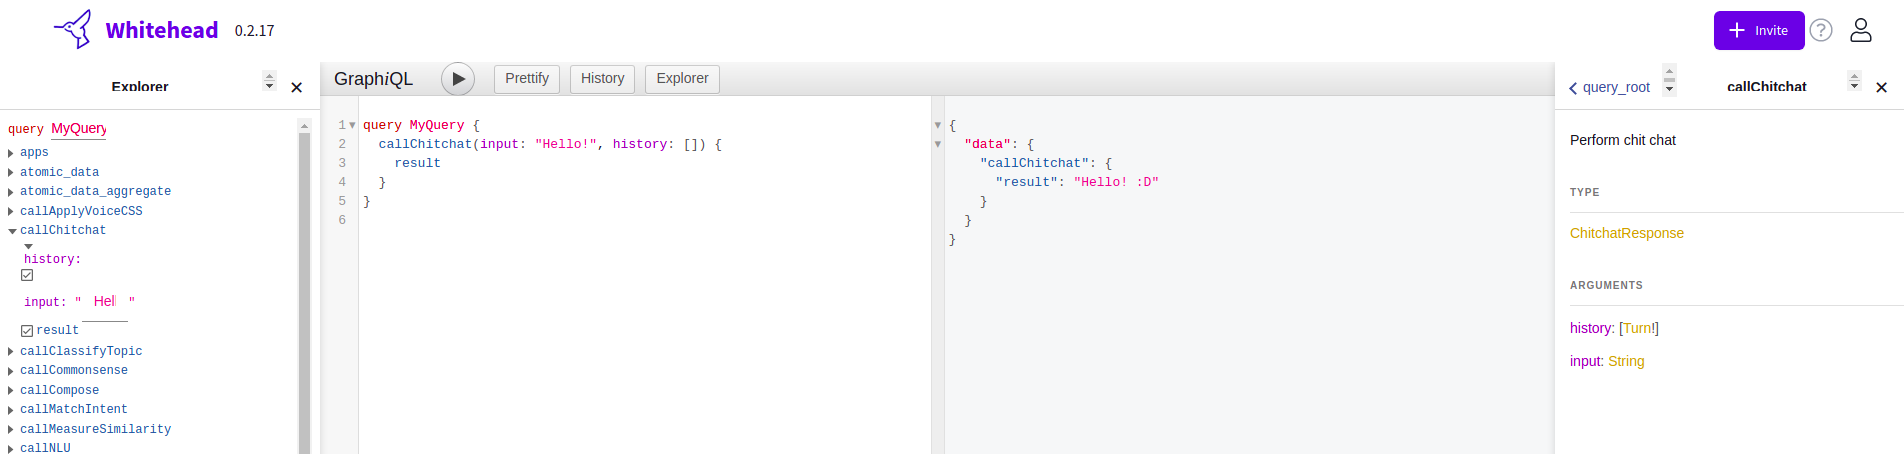 Whitehead 0.2.17
Invite
?
Explorer
query MyQuery
apps
atomic_data
atomic_data_aggregate
callApplyVoiceCSS
callChitchat
history:
input: " Hell "
result
callClassifyTopic
callCommonsense
callCompose
callMatchIntent
callMeasureSimilarity
callNLU
GraphiQL Prettify History Explorer
1 query MyQuery {
2 callChitchat(input: "Hello!", history: []) {
3 result
4 }
5 }
6
{
"data": {
"callChitchat": {
"result": "Hello! :D"
}
}
}
query_root callChitchat
Perform chit chat
TYPE
ChitchatResponse
ARGUMENTS
history: [Turn!]
input: String